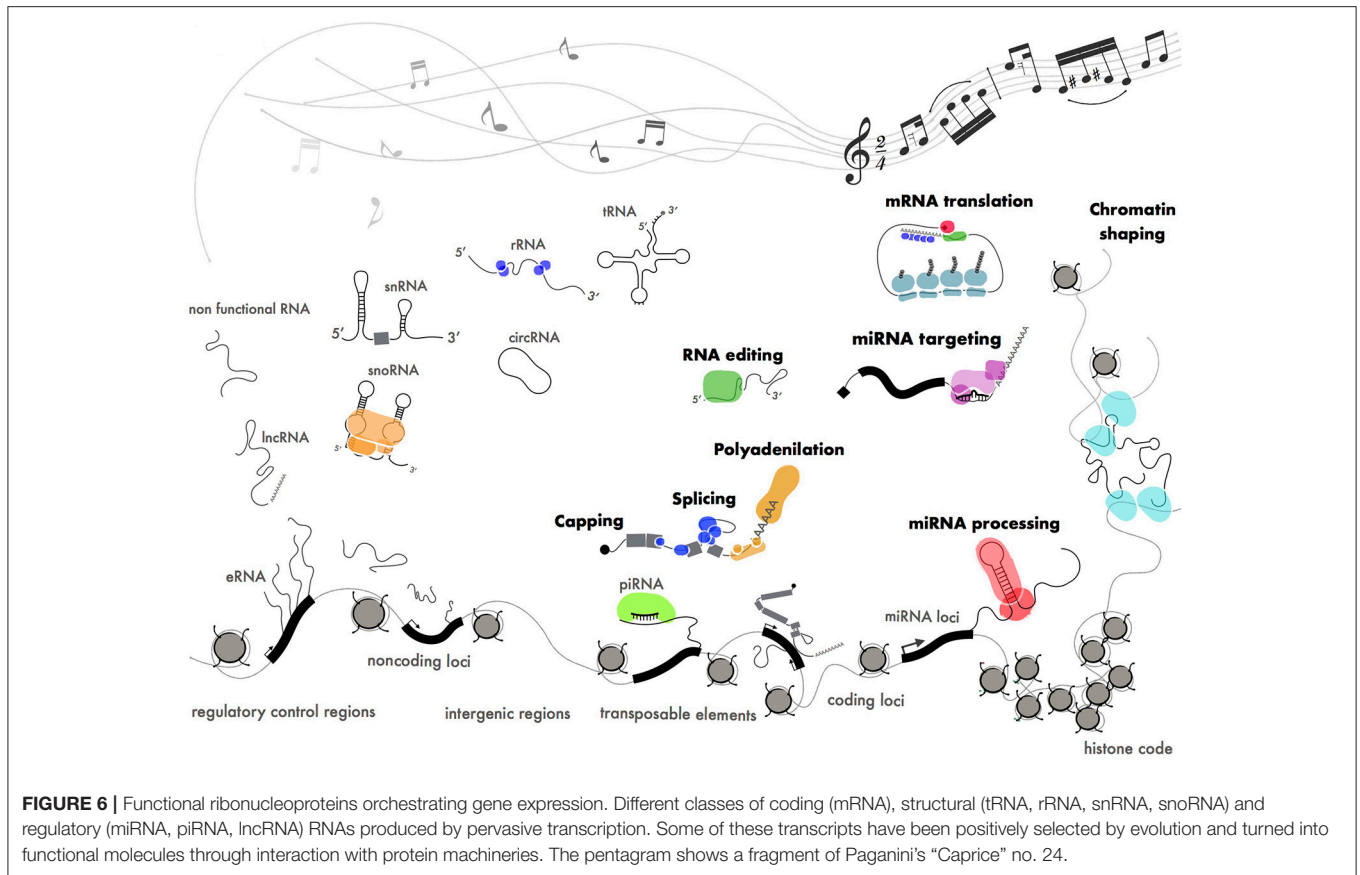 2
4
tRNA
3'
5'
mRNA translation
AAAAAAAAAAAA
Chromatin
shaping
rRNA
5'
3'
snRNA
non functional RNA
5'
3'
circRNA
RNA editing
5'
3'
miRNA targeting
snoRNA
5'
3'
lncRNA
Polyadenilation
AAAAA
Splicing
Capping
miRNA processing
eRNA
piRNA
miRNA loci
noncoding loci
coding loci
regulatory control regions
intergenic regions
transposable elements
histone code
FIGURE 6 | Functional ribonucleoproteins orchestrating gene expression. Different classes of coding (mRNA), structural (tRNA, rRNA, snRNA, snoRNA) and
regulatory (miRNA, piRNA, lncRNA) RNAs produced by pervasive transcription. Some of these transcripts have been positively selected by evolution and turned into
functional molecules through interaction with protein machineries. The pentagram shows a fragment of Paganini's “Caprice” no. 24.